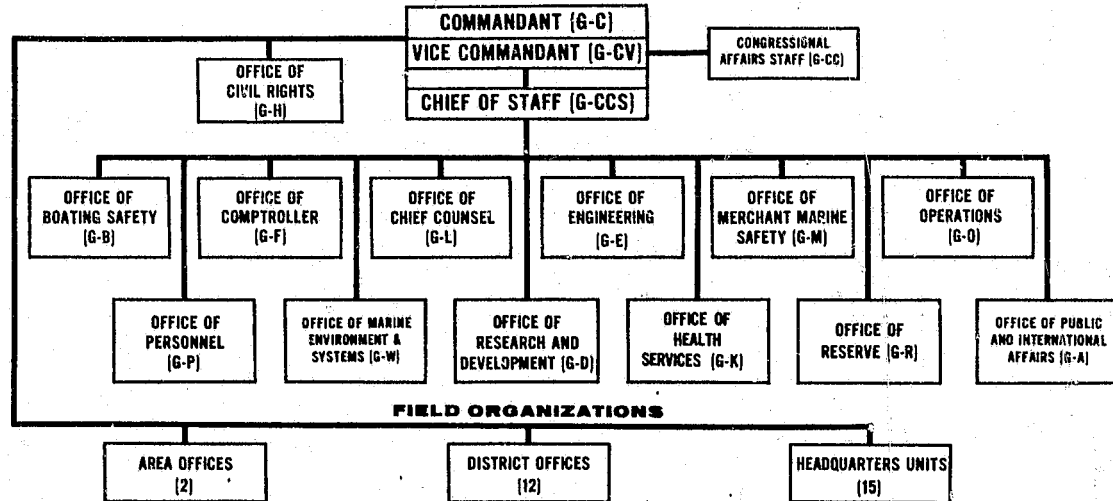 COMMANDANT (G-C)
VICE COMMANDANT (G-CV)
CHIEF OF STAFF (G-CCS)
CONGRESSIONAL
AFFAIRS STAFF (G-CC)
OFFICE OF
CIVIL RIGHTS
(G-H)
OFFICE OF
BOATING SAFETY
(G-B)
OFFICE OF
COMPTROLLER
(G-F)
OFFICE OF
CHIEF COUNSEL
(G-L)
OFFICE OF
ENGINEERING
(G-E)
OFFICE OF
MERCHANT MARINE
SAFETY (G-M)
OFFICE OF
OPERATIONS
(G-O)
OFFICE OF
PERSONNEL
(G-P)
OFFICE OF MARINE
ENVIRONMENT &
SYSTEMS (G-W)
OFFICE OF
RESEARCH AND
DEVELOPMENT (G-D)
OFFICE OF
HEALTH
SERVICES (G-K)
OFFICE OF
RESERVE (G-R)
OFFICE OF PUBLIC
AND INTERNATIONAL
AFFAIRS (G-A)
FIELD ORGANIZATIONS
AREA OFFICES
(2)
DISTRICT OFFICES
(12)
HEADQUARTERS UNITS
(15)